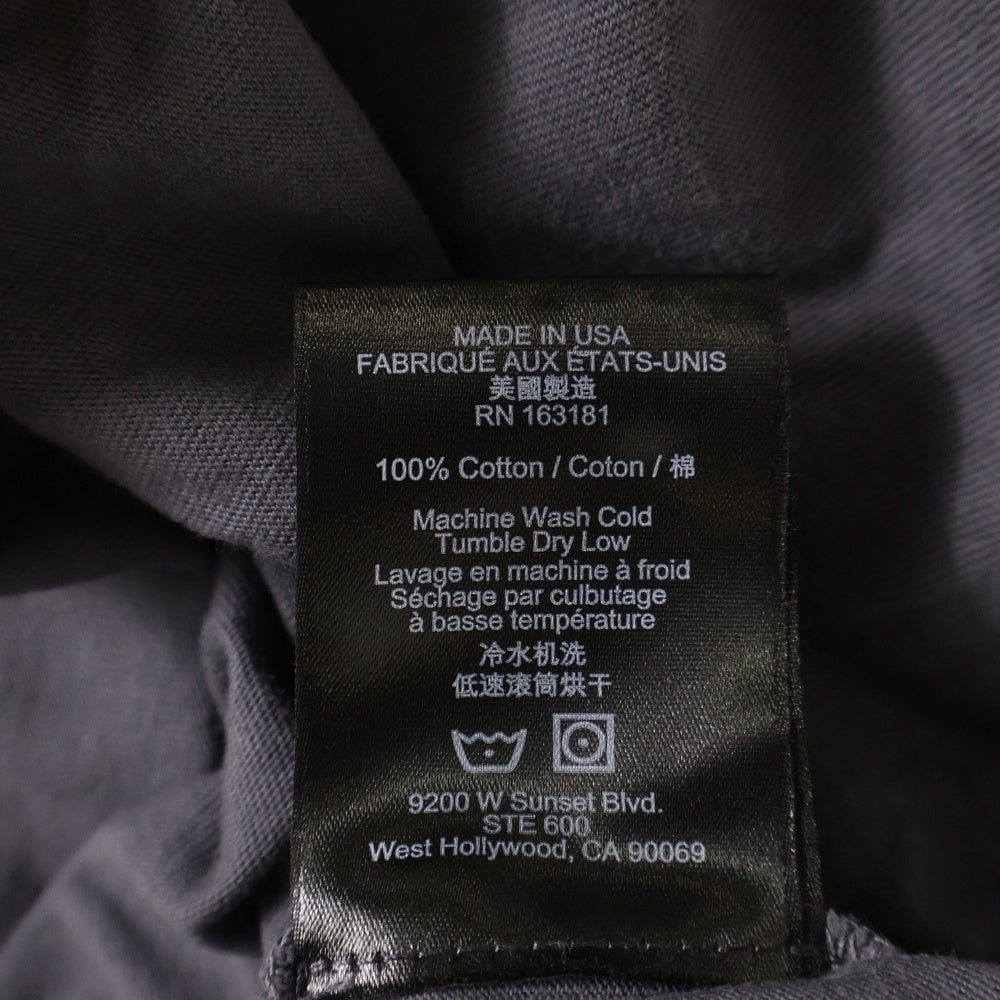 MADE IN USA
FABRIQUÉ AUX ÉTATS-UNIS
美國製造
RN 163181
100% Cotton / Coton / 棉
Machine Wash Cold
Tumble Dry Low
Lavage en machine à froid
Séchage par culbutage
à basse température
冷水机洗
低速滚筒烘干
9200 W Sunset Blvd.
STE 600
West Hollywood, CA 90069